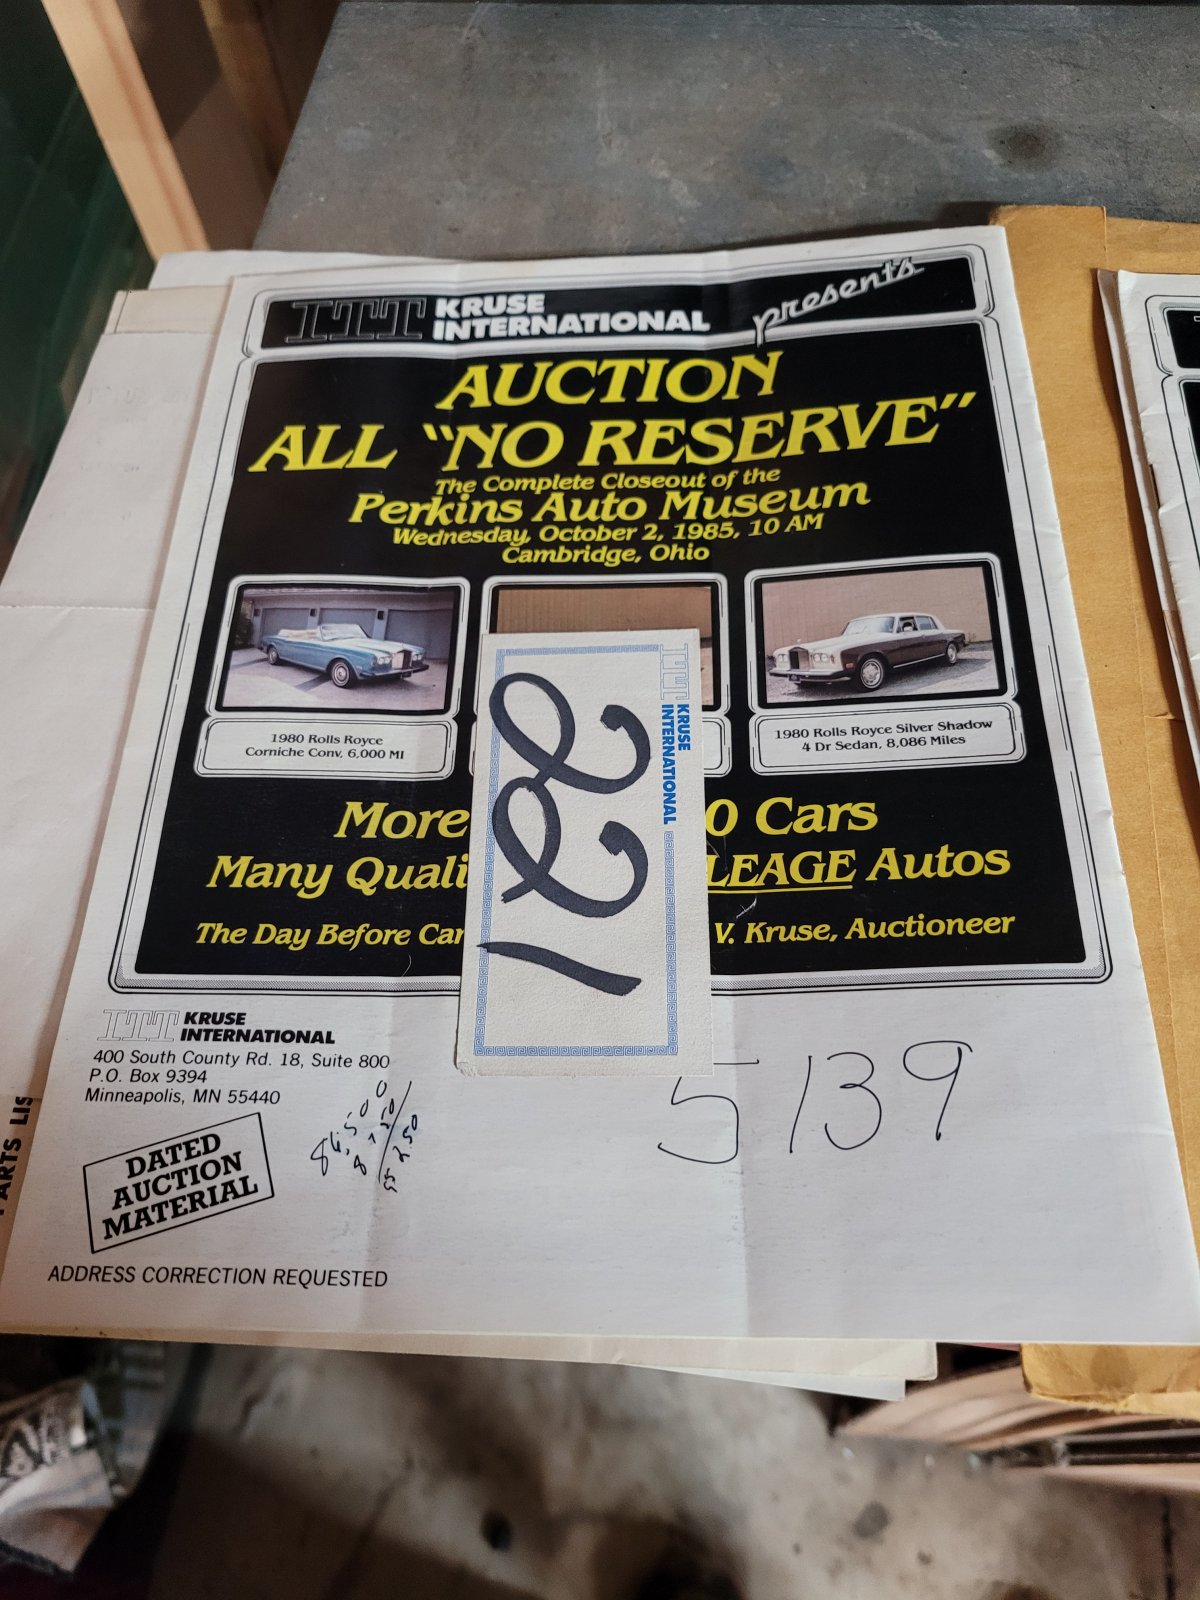 ITT KRUSE
INTERNATIONAL presents
AUCTION
ALL "NO RESERVE"
The Complete Closeout of the
Perkins Auto Museum
Wednesday, October 2, 1985, 10 AM
Cambridge, Ohio
1980 Rolls Royce
Corniche Conv, 6,000 MI
1980 Rolls Royce Silver Shadow
4 Dr Sedan, 8,086 Miles
ITT KRUSE
INTERNATIONAL
221
More 0 Cars
Many Quali LEAGE Autos
The Day Before Car V. Kruse, Auctioneer
ITT KRUSE
INTERNATIONAL
400 South County Rd. 18, Suite 800
P.O. Box 9394
Minneapolis, MN 55440
5139
DATED
AUCTION
MATERIAL
ADDRESS CORRECTION REQUESTED
PARTS LIS